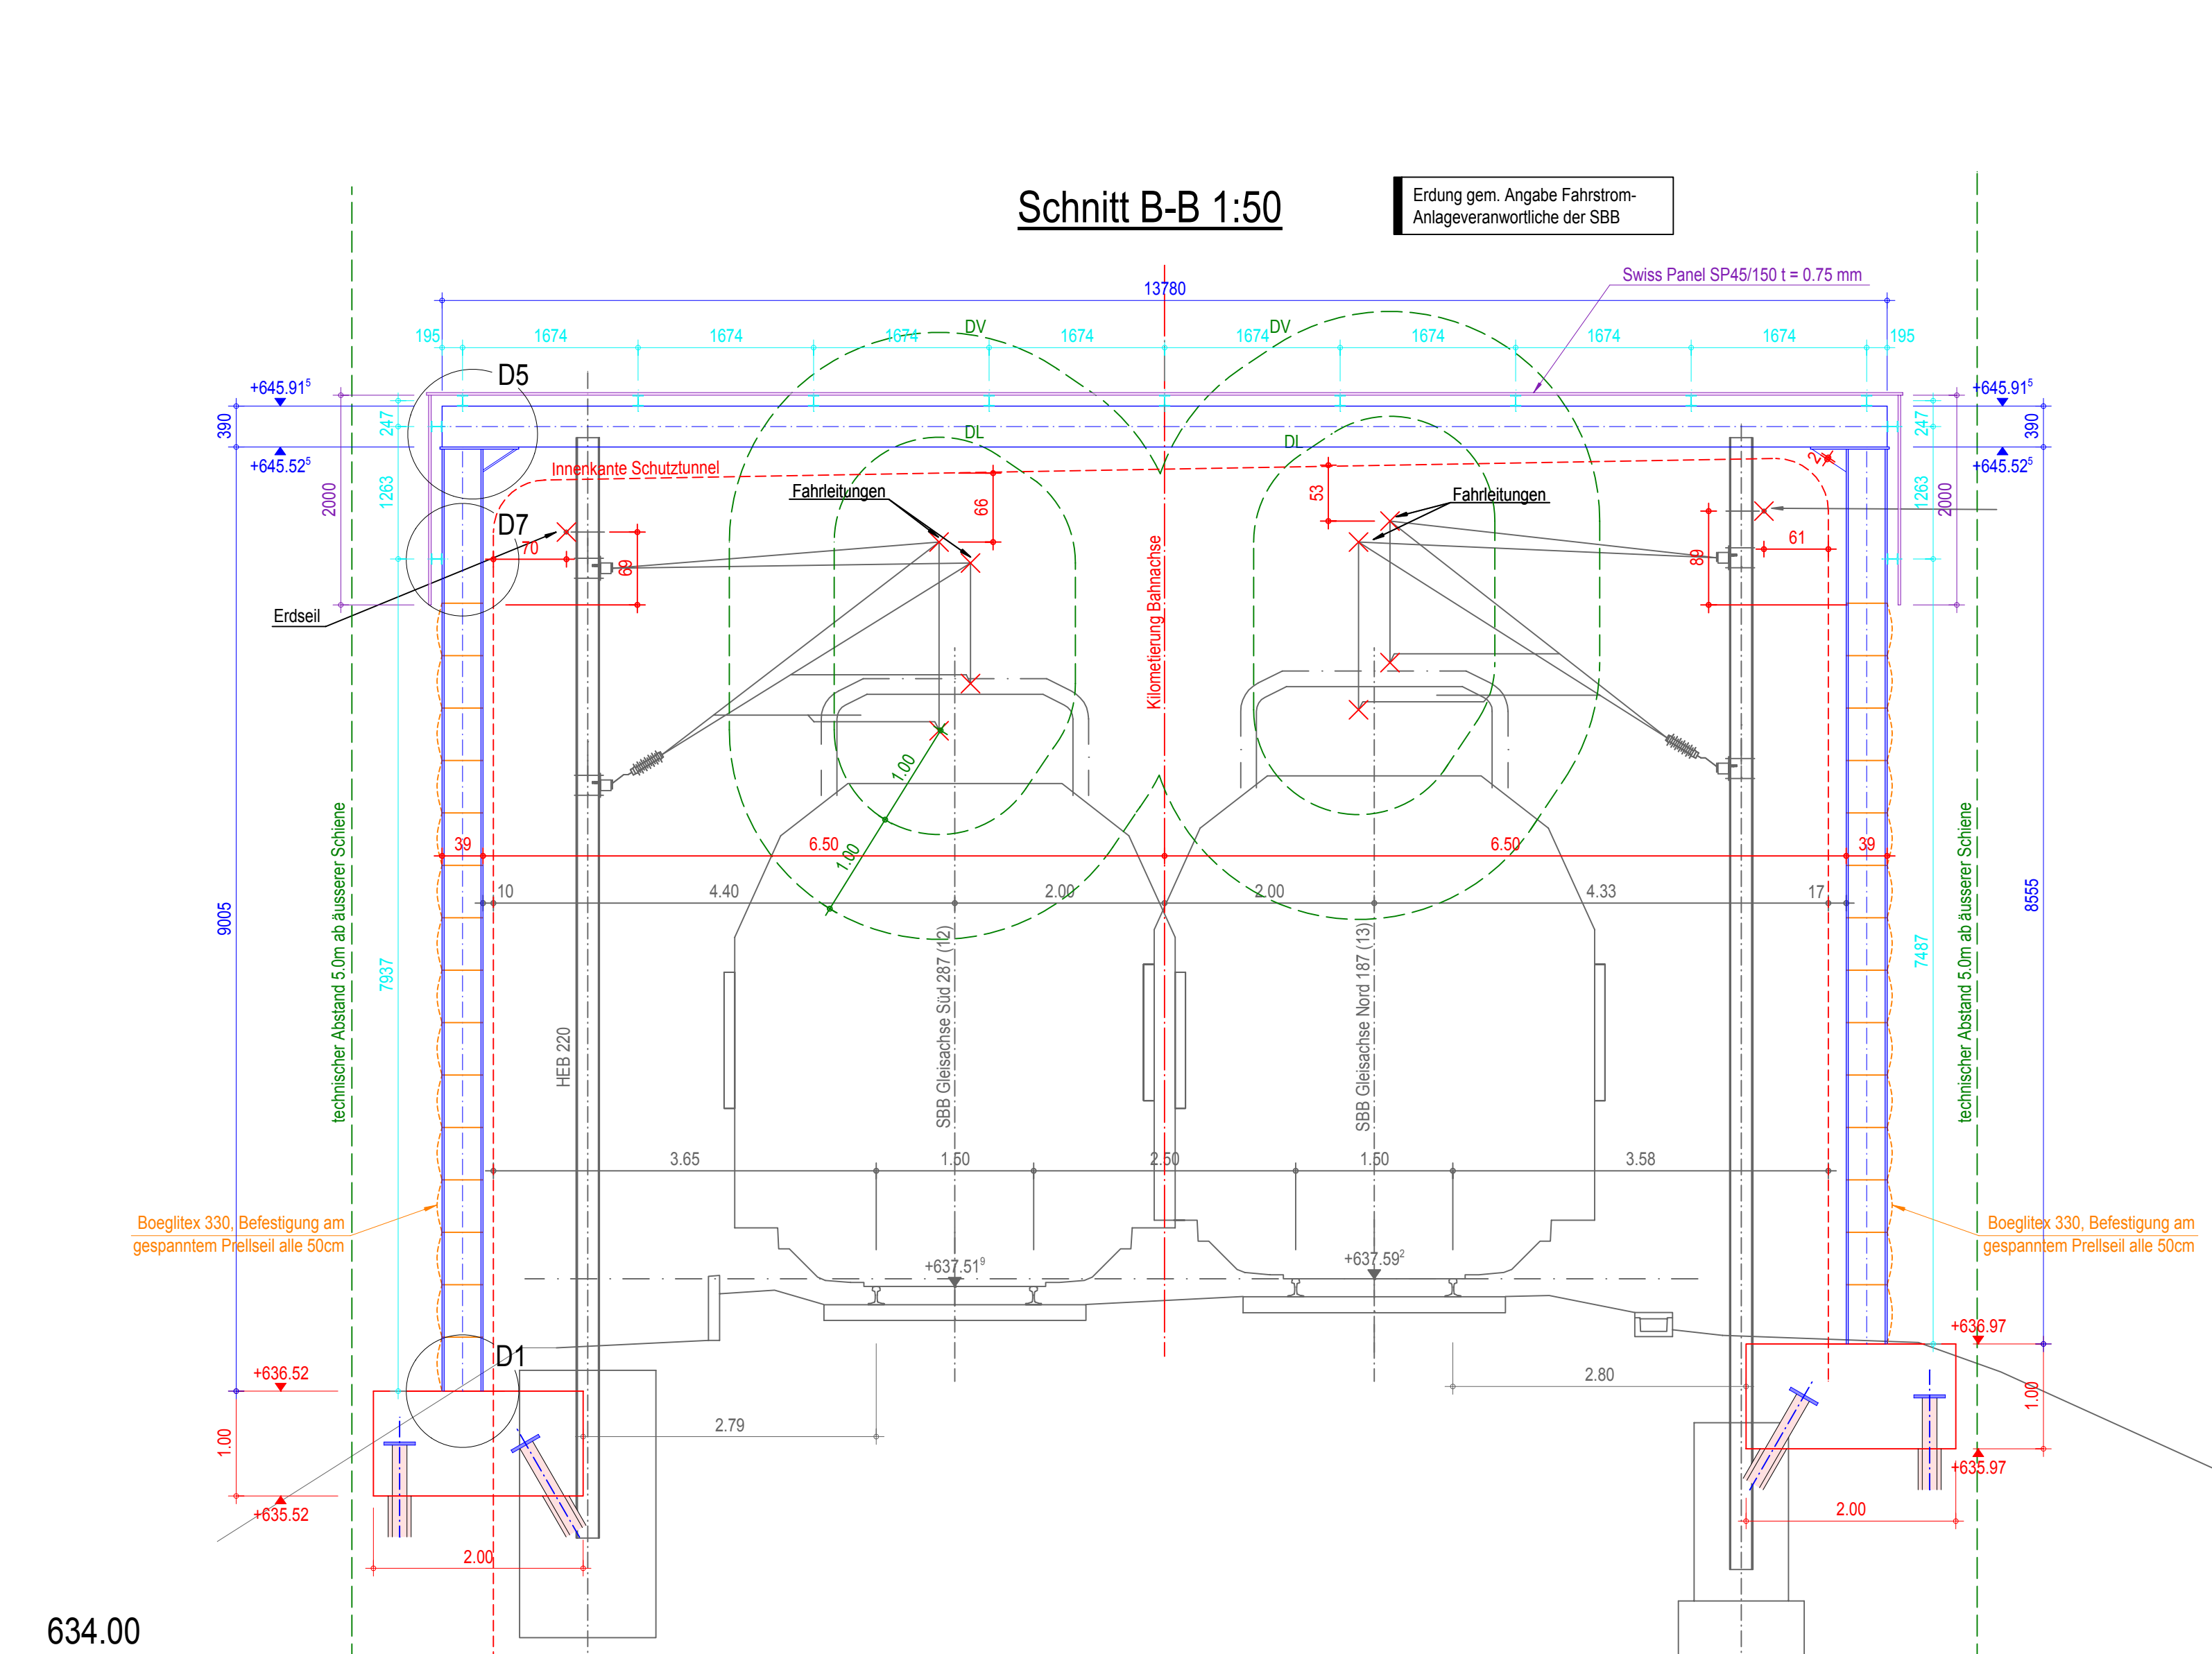 Schnitt B-B 1:50
Erdung gem. Angabe Fahrstrom-
Anlageveranwortliche der SBB
Swiss Panel SP45/150 t = 0.75 mm
13780
195
1674
1674
1674
1674
1674
1674
1674
1674
195
DV
DV
D5
+645.91⁵
+645.91⁵
390
247
247
390
DL
DL
+645.52⁵
+645.52⁵
Innenkante Schutztunnel
2000
1263
Fahrleitungen
66
53
Fahrleitungen
1263
2000
D7
70
69
89
61
Erdseil
Kilometrierung Bahnachse
1.00
1.00
39
6.50
6.50
39
10
4.40
2.00
2.00
4.33
17
technischer Abstand 5.0m ab äusserer Schiene
technischer Abstand 5.0m ab äusserer Schiene
9005
7937
7487
8555
HEB 220
SBB Gleisachse Süd 287 (12)
SBB Gleisachse Nord 187 (13)
3.65
1.50
2.50
1.50
3.58
Boeglitex 330, Befestigung am
gespanntem Prellseil alle 50cm
Boeglitex 330, Befestigung am
gespanntem Prellseil alle 50cm
+637.51⁹
+637.59²
D1
+636.52
+636.97
2.80
1.00
2.79
1.00
+635.52
+635.97
2.00
2.00
634.00